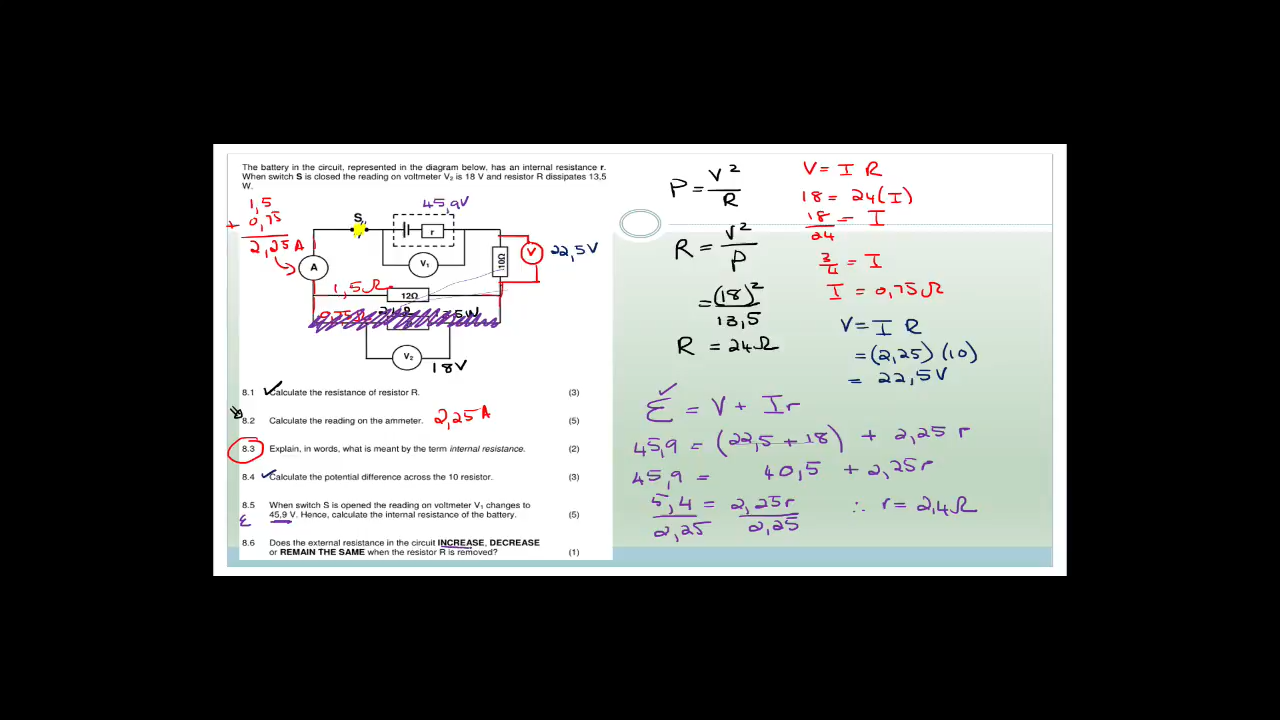 The battery in the circuit, represented in the diagram below, has an internal resistance r.
When switch S is closed the reading on voltmeter V₂ is 18 V and resistor R dissipates 13,5
W.
1,5
+ 0,75
2,25 A
S
45,9V
r
V₁
A
10Ω
V
22,5V
1,5Ω
12Ω
V₂
18V
8.1 Calculate the resistance of resistor R. (3)
8.2 Calculate the reading on the ammeter. 2,25 A (5)
8.3 Explain, in words, what is meant by the term internal resistance. (2)
8.4 Calculate the potential difference across the 10 resistor. (3)
8.5 When switch S is opened the reading on voltmeter V₁ changes to
ε 45,9 V. Hence, calculate the internal resistance of the battery. (5)
8.6 Does the external resistance in the circuit INCREASE, DECREASE
or REMAIN THE SAME when the resistor R is removed? (1)
P = V²/R
R = V²/P
= (18)²/13,5
R = 24Ω
V = I R
18 = 24(I)
18/24 = I
3/4 = I
I = 0,75Ω
V = I R
= (2,25) (10)
= 22,5V
ε = V + Ir
45,9 = (22,5 + 18) + 2,25 r
45,9 = 40,5 + 2,25r
5,4/2,25 = 2,25r/2,25 ∴ r = 2,4Ω